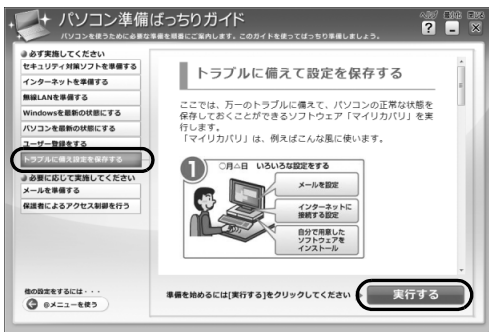 パソコン準備ばっちりガイド
パソコンを使うために必要な準備を順番にご案内します。このガイドを使ってばっちり準備しましょう。
ヘルプ 最小化 閉じる
? _ ×
必ず実施してください
セキュリティ対策ソフトを準備する
インターネットを準備する
無線LANを準備する
Windowsを最新の状態にする
パソコンを最新の状態にする
ユーザー登録をする
トラブルに備え設定を保存する
必要に応じて実施してください
メールを準備する
保護者によるアクセス制御を行う
他の設定をするには・・・
@メニューを使う
トラブルに備えて設定を保存する
ここでは、万一のトラブルに備えて、パソコンの正常な状態を
保存しておくことができるソフトウェア「マイリカバリ」を実
行します。
「マイリカバリ」は、例えばこんな風に使います。
1 ○月△日 いろいろな設定をする
メールを設定
インターネットに
接続する設定
自分で用意した
ソフトウェアを
インストール
準備を始めるには[実行する]をクリックしてください
実行する